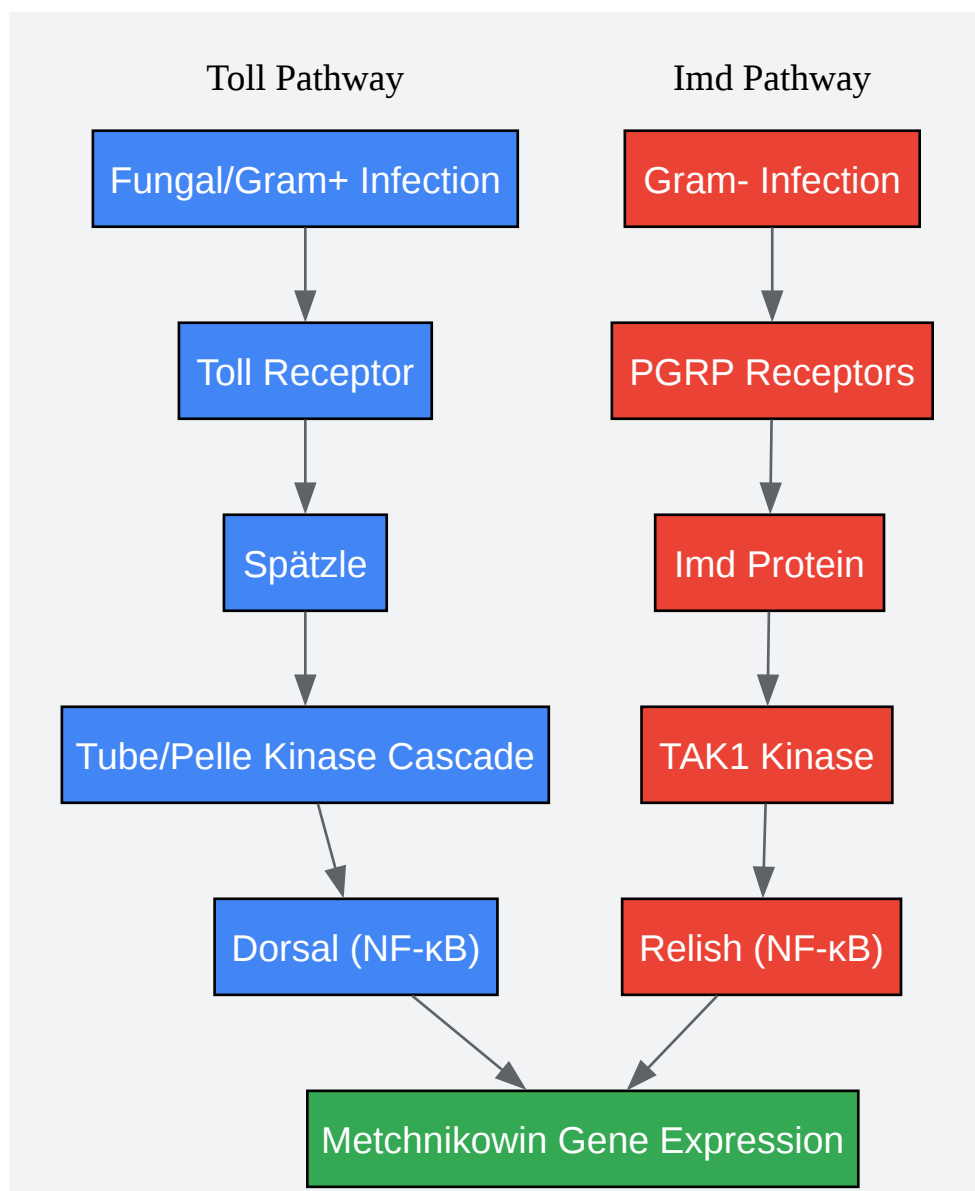 Toll Pathway
Fungal/Gram+ Infection
Toll Receptor
Spätzle
Tube/Pelle Kinase Cascade
Dorsal (NF-κB)
Imd Pathway
Gram- Infection
PGRP Receptors
Imd Protein
TAK1 Kinase
Relish (NF-κB)
Metchnikowin Gene Expression